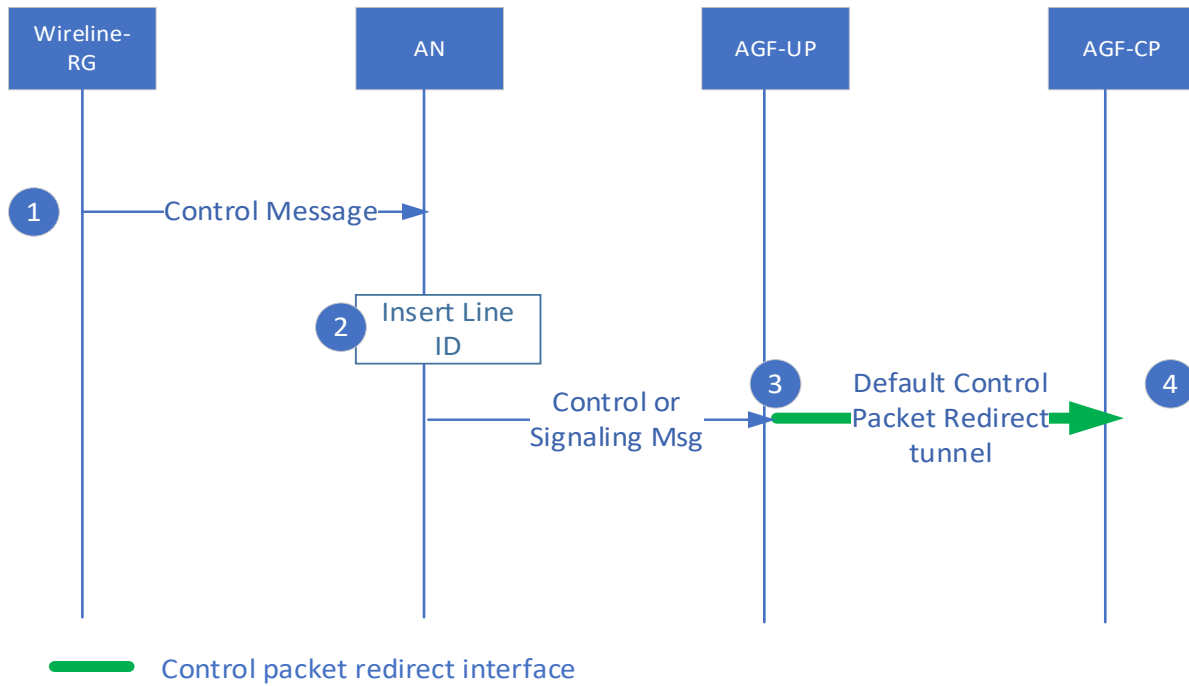 Wireline-
RG
AN
AGF-UP
AGF-CP
1
Control Message
2
Insert Line
ID
3
4
Control or
Signaling Msg
Default Control
Packet Redirect
tunnel
Control packet redirect interface